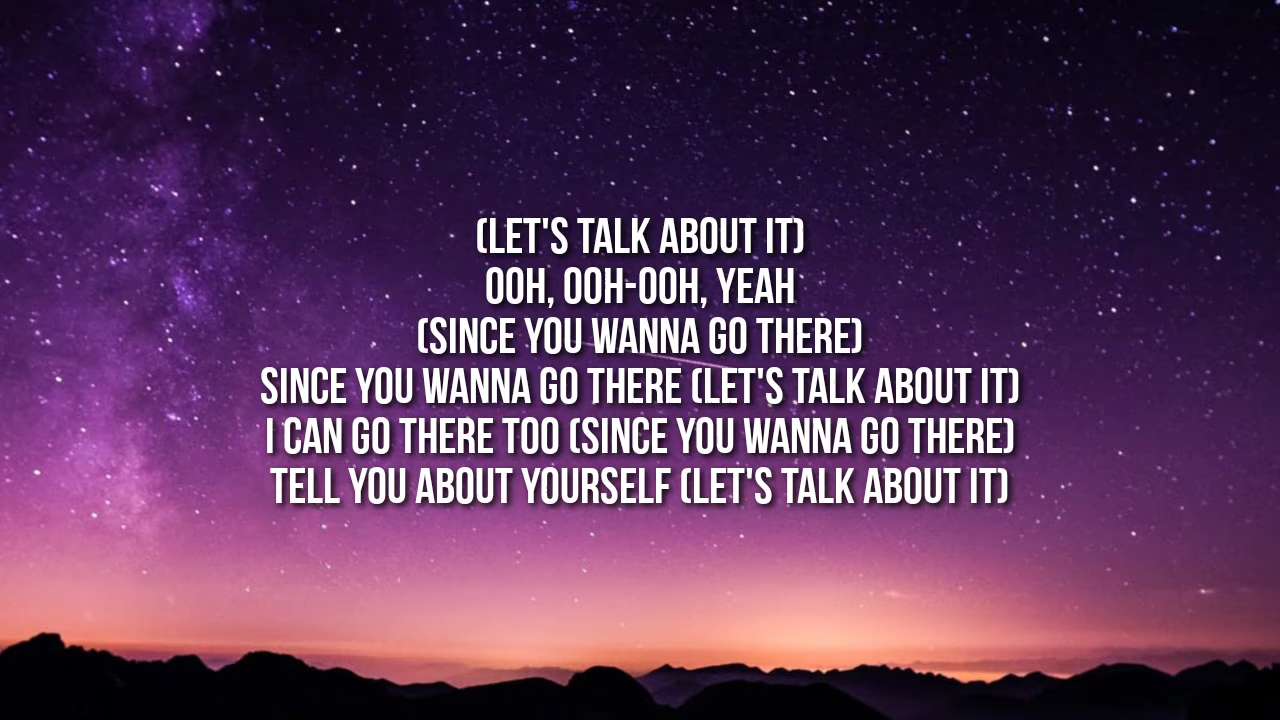 (LET'S TALK ABOUT IT)
OOH, OOH-OOH, YEAH
(SINCE YOU WANNA GO THERE)
SINCE YOU WANNA GO THERE (LET'S TALK ABOUT IT)
I CAN GO THERE TOO (SINCE YOU WANNA GO THERE)
TELL YOU ABOUT YOURSELF (LET'S TALK ABOUT IT)